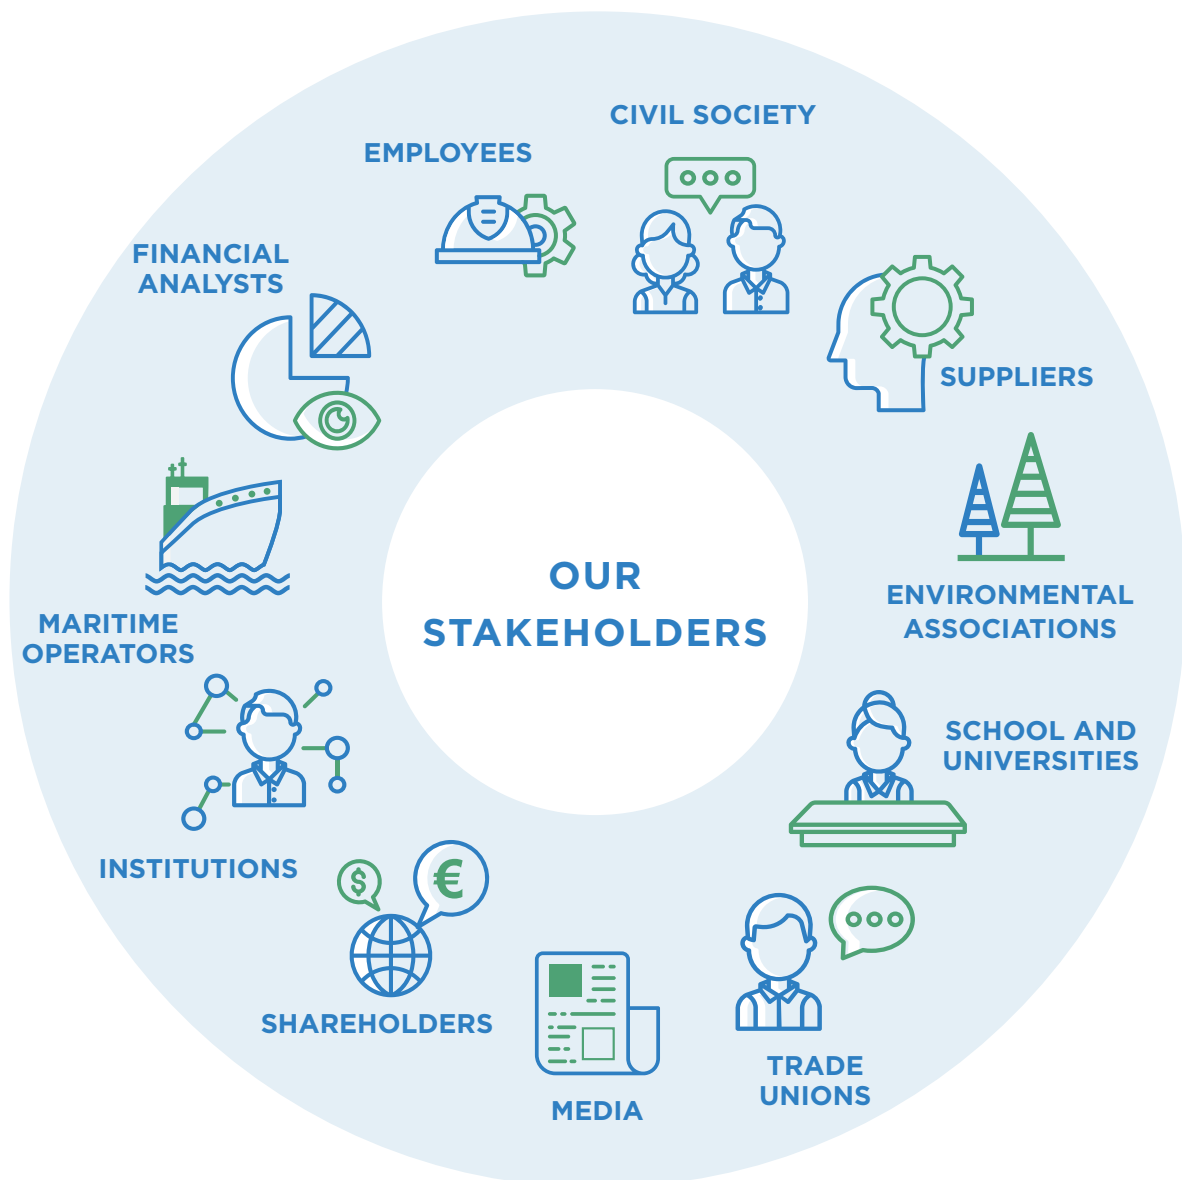 CIVIL SOCIETY
EMPLOYEES
FINANCIAL
ANALYSTS
SUPPLIERS
OUR
STAKEHOLDERS
ENVIRONMENTAL
ASSOCIATIONS
MARITIME
OPERATORS
SCHOOL AND
UNIVERSITIES
INSTITUTIONS
$
€
SHAREHOLDERS
TRADE
UNIONS
MEDIA